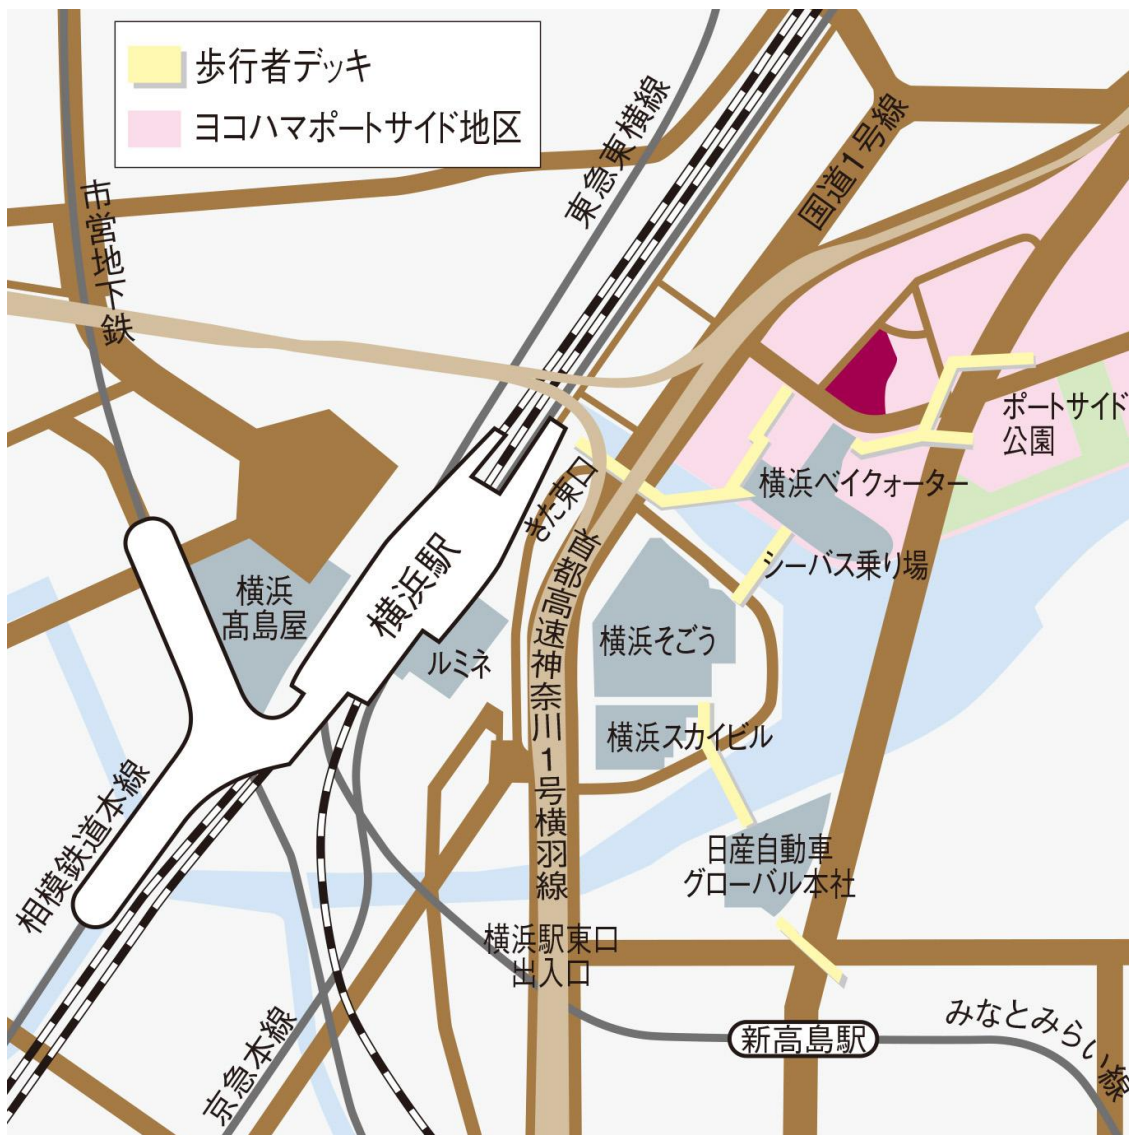 歩行者デッキ
ヨコハマポートサイド地区
東急東横線
国道1号線
市営地下鉄
ポートサイド
公園
横浜ベイクォーター
きた東口
シーバス乗り場
首都高速神奈川1号横羽線
横浜駅
横浜
髙島屋
ルミネ
横浜そごう
横浜スカイビル
相模鉄道本線
日産自動車
グローバル本社
横浜駅東口
出入口
京急本線
新高島駅
みなとみらい線